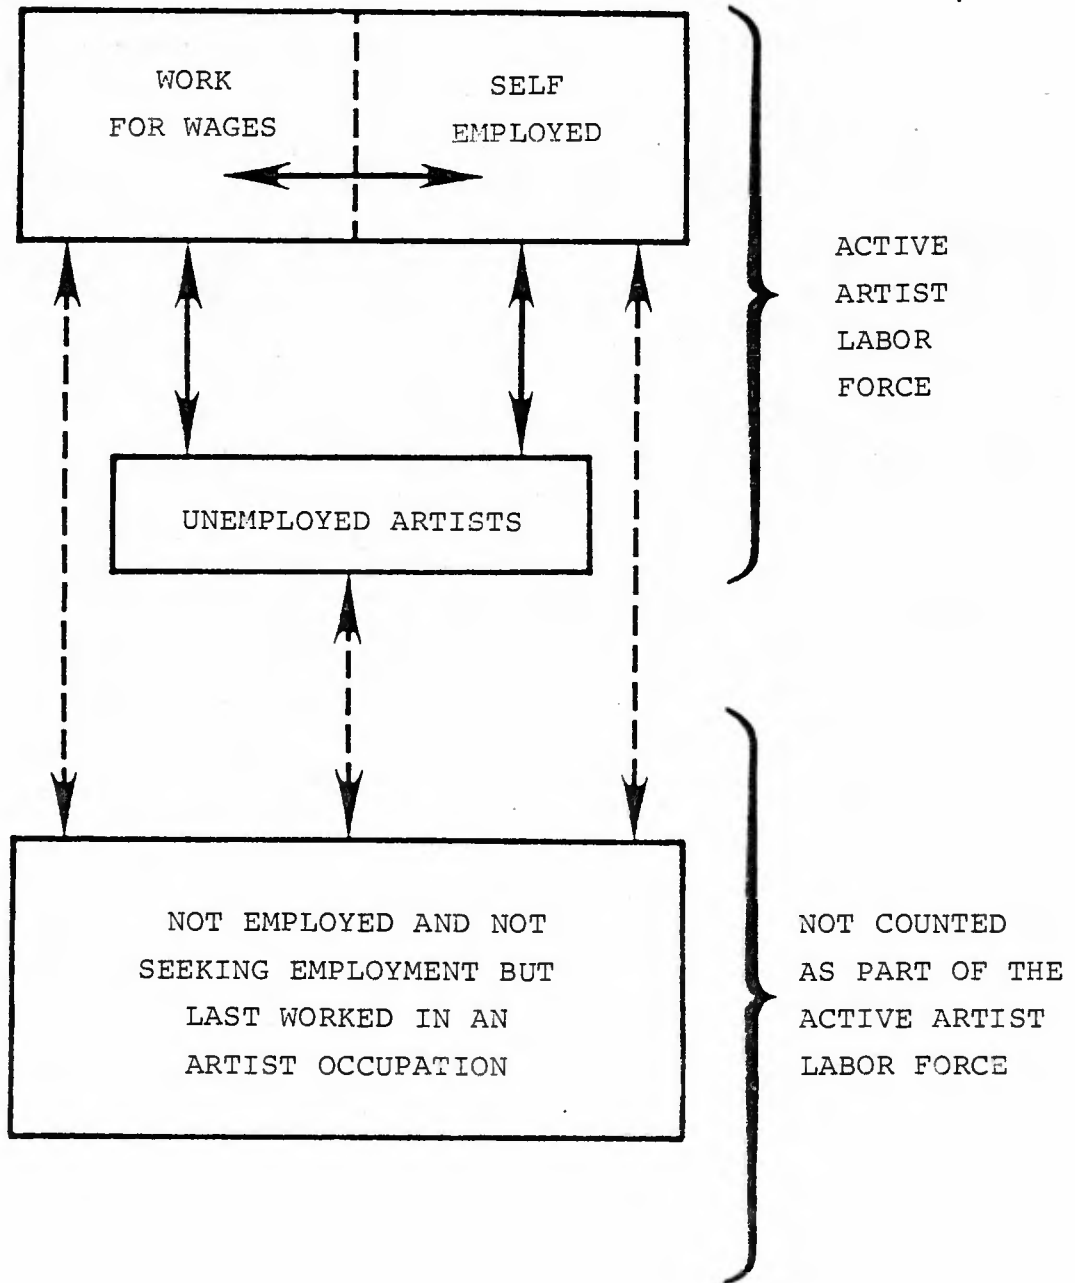 WORK
FOR WAGES
SELF
EMPLOYED
ACTIVE
ARTIST
LABOR
FORCE
UNEMPLOYED ARTISTS
NOT EMPLOYED AND NOT
SEEKING EMPLOYMENT BUT
LAST WORKED IN AN
ARTIST OCCUPATION
NOT COUNTED
AS PART OF THE
ACTIVE ARTIST
LABOR FORCE